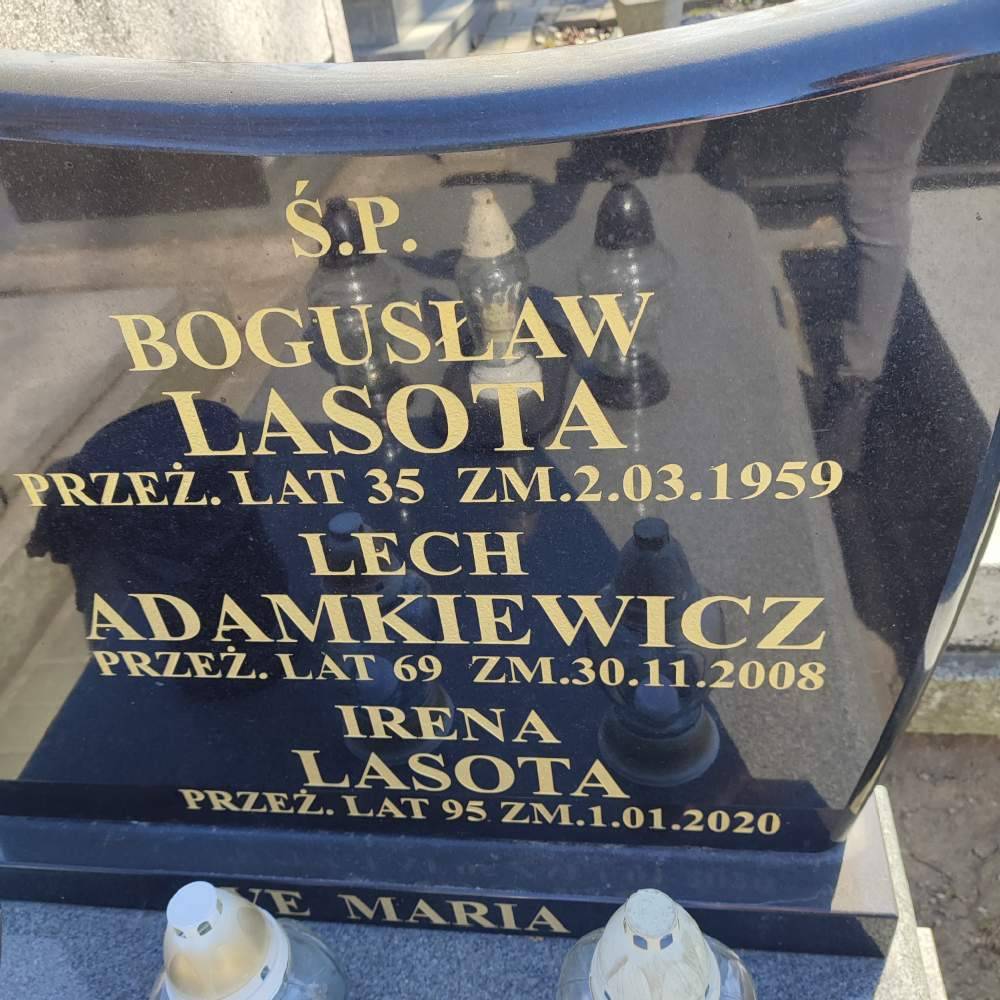 Ś.P.
BOGUSŁAW
LASOTA
PRZEŻ. LAT 35 ZM.2.03.1959
LECH
ADAMKIEWICZ
PRZEŻ. LAT 69 ZM.30.11.2008
IRENA
LASOTA
PRZEŻ. LAT 95 ZM.1.01.2020
VE MARIA